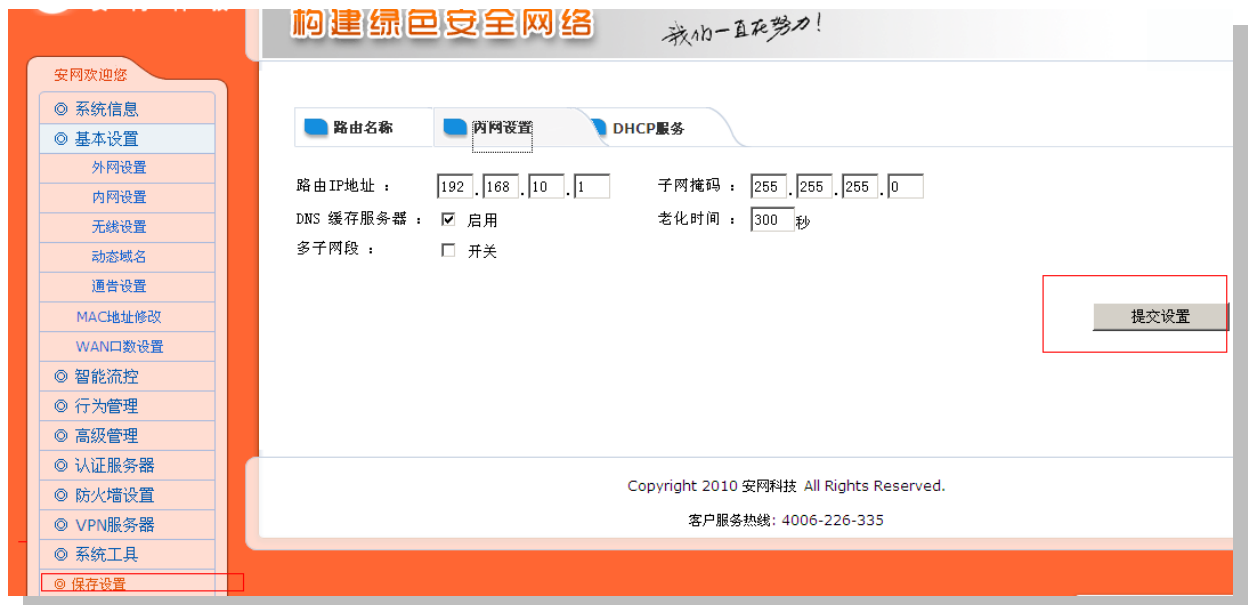 构建绿色安全网络
我们一直在努力!
安网欢迎您
◎ 系统信息
◎ 基本设置
外网设置
内网设置
无线设置
动态域名
通告设置
MAC地址修改
WAN口数设置
◎ 智能流控
◎ 行为管理
◎ 高级管理
◎ 认证服务器
◎ 防火墙设置
◎ VPN服务器
◎ 系统工具
◎ 保存设置
路由名称 内网设置 DHCP服务
路由IP地址 : 192 . 168 . 10 . 1 子网掩码 : 255 . 255 . 255 . 0
DNS 缓存服务器 : 启用 老化时间 : 300 秒
多子网段 : 开关
提交设置
Copyright 2010 安网科技 All Rights Reserved.
客户服务热线: 4006-226-335